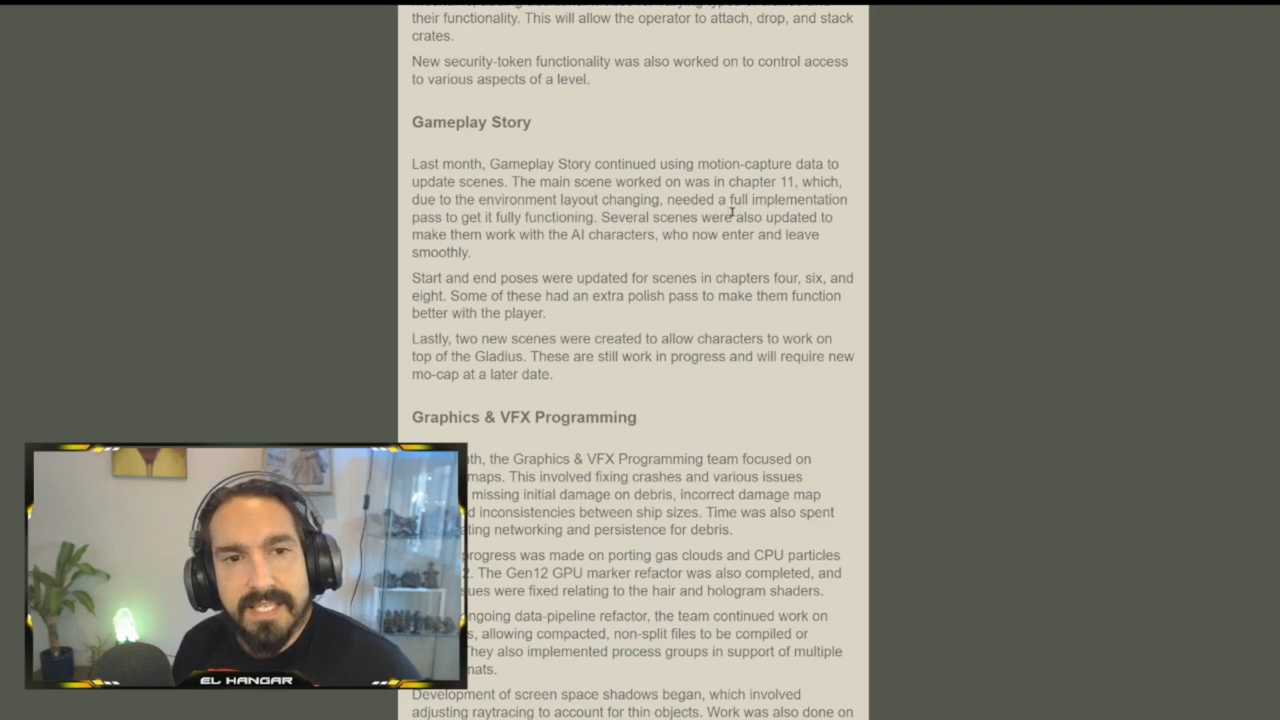 their functionality. This will allow the operator to attach, drop, and stack
crates.
New security-token functionality was also worked on to control access
to various aspects of a level.
Gameplay Story
Last month, Gameplay Story continued using motion-capture data to
update scenes. The main scene worked on was in chapter 11, which,
due to the environment layout changing, needed a full implementation
pass to get it fully functioning. Several scenes were also updated to
make them work with the AI characters, who now enter and leave
smoothly.
Start and end poses were updated for scenes in chapters four, six, and
eight. Some of these had an extra polish pass to make them function
better with the player.
Lastly, two new scenes were created to allow characters to work on
top of the Gladius. These are still work in progress and will require new
mo-cap at a later date.
Graphics & VFX Programming
the Graphics & VFX Programming team focused on
maps. This involved fixing crashes and various issues
missing initial damage on debris, incorrect damage map
inconsistencies between ship sizes. Time was also spent
networking and persistence for debris.
progress was made on porting gas clouds and CPU particles
The Gen12 GPU marker refactor was also completed, and
were fixed relating to the hair and hologram shaders.
data-pipeline refactor, the team continued work on
allowing compacted, non-split files to be compiled or
They also implemented process groups in support of multiple
Development of screen space shadows began, which involved
adjusting raytracing to account for thin objects. Work was also done on
EL HANGAR